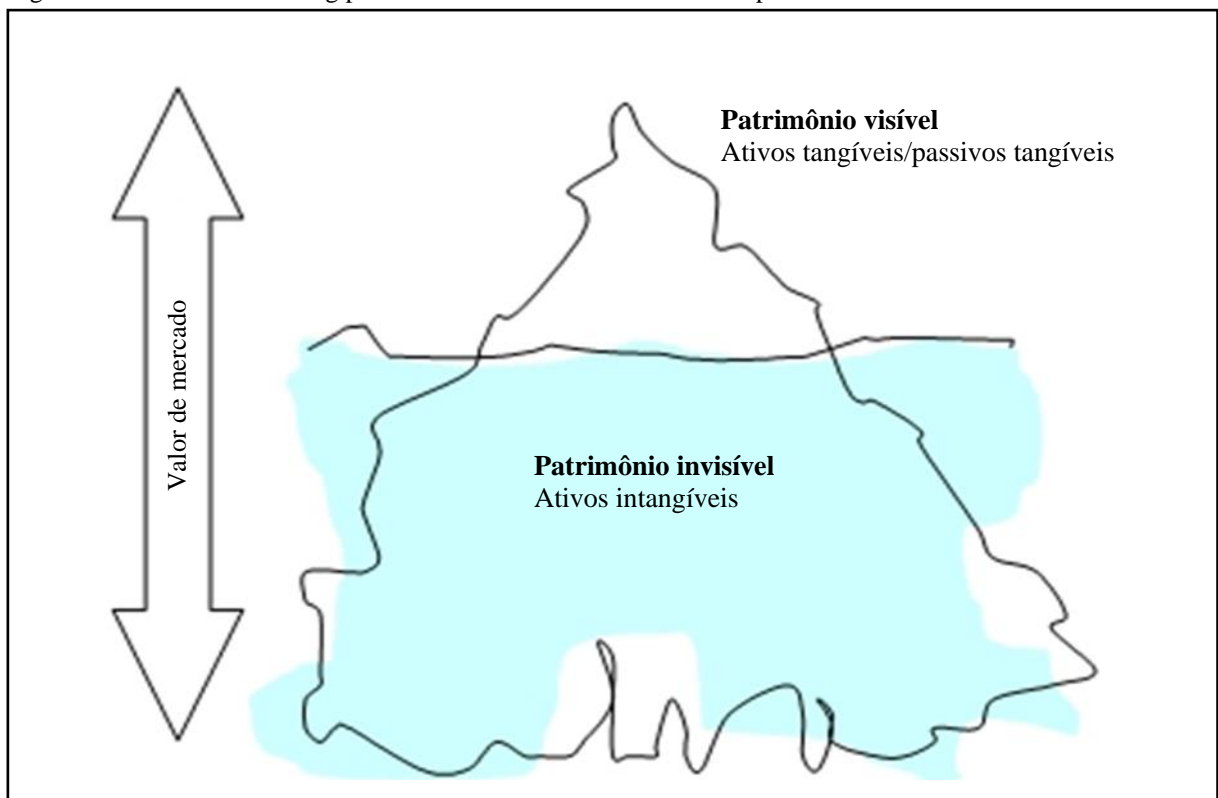 Patrimônio visível
Ativos tangíveis/passivos tangíveis
Valor de mercado
Patrimônio invisível
Ativos intangíveis